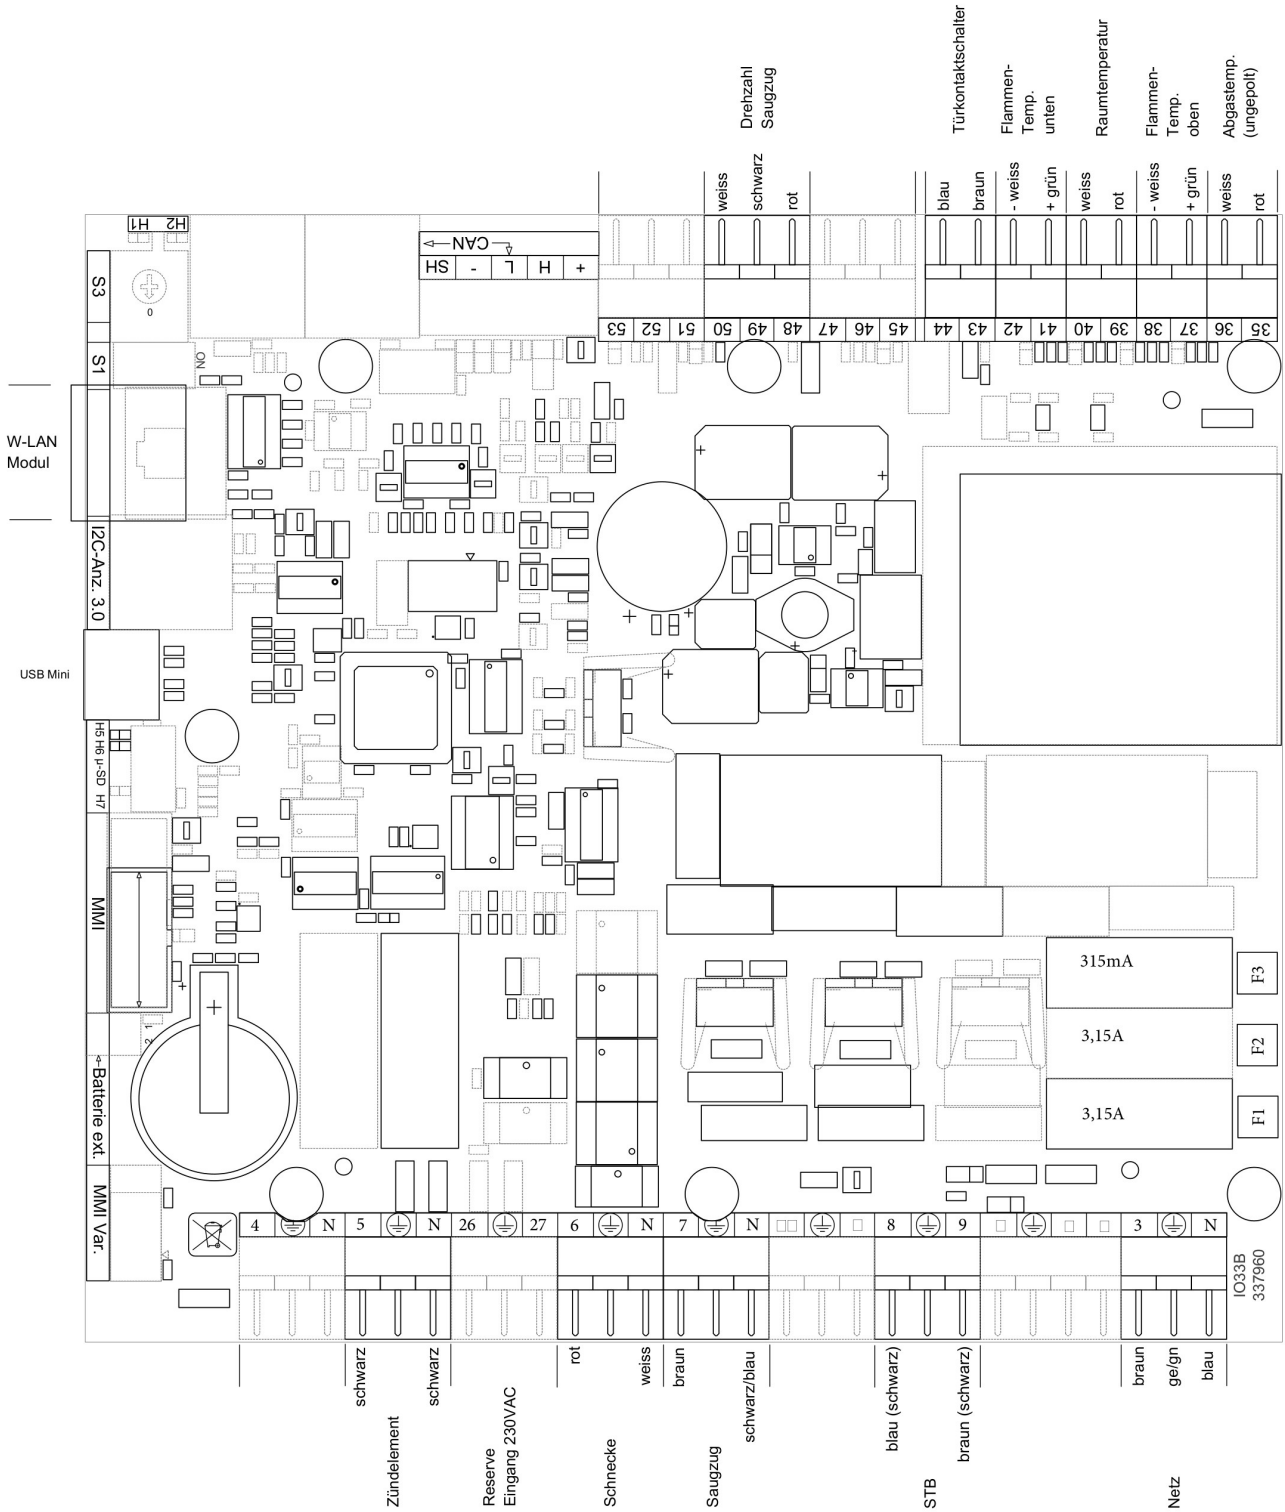 Drehzahl
Saugzug
Türkontaktschalter
Flammen-
Temp.
unten
Raumtemperatur
Flammen-
Temp.
oben
Abgastemp.
(ungepolt)
weiss
schwarz
rot
blau
braun
- weiss
+ grün
weiss
rot
- weiss
+ grün
weiss
rot
H1 H2
CAN
SH - L H +
53 52 51 50 49 48 47 46 45 44 43 42 41 40 39 38 37 36 35
S3
0
S1
ON
W-LAN
Modul
I2C-Anz. 3.0
USB Mini
H5 H6 µ-SD H7
MMI
+
+
2 1
Batterie ext.
MMI Var.
+
+
+
+
+
+
315mA
F3
3,15A
F2
3,15A
F1
4 N 5 N 26 27 6 N 7 N 8 9 3 N
IO33B
337960
schwarz
schwarz
rot
weiss
braun
schwarz/blau
blau (schwarz)
braun (schwarz)
braun
ge/gn
blau
Zündelement
Reserve
Eingang 230VAC
Schnecke
Saugzug
STB
Netz